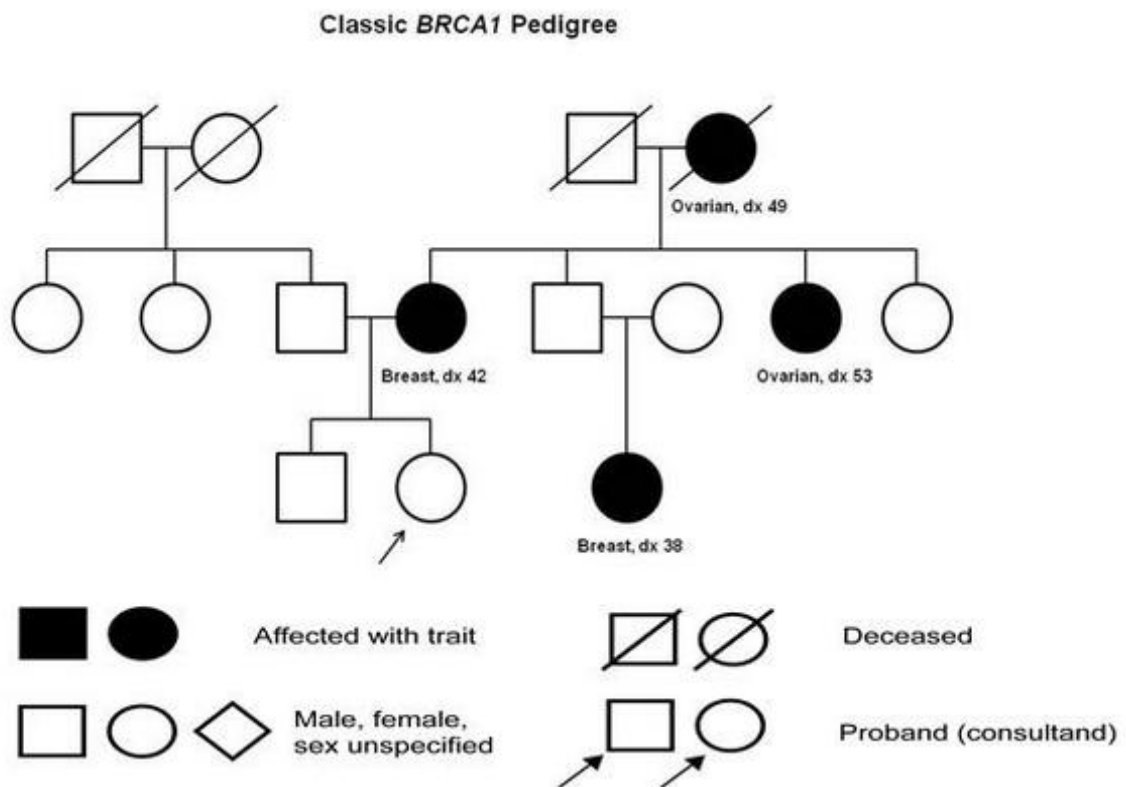 Classic BRCA1 Pedigree
Ovarian, dx 49
Breast, dx 42
Ovarian, dx 53
Breast, dx 38
Affected with trait
Deceased
Male, female,
sex unspecified
Proband (consultand)